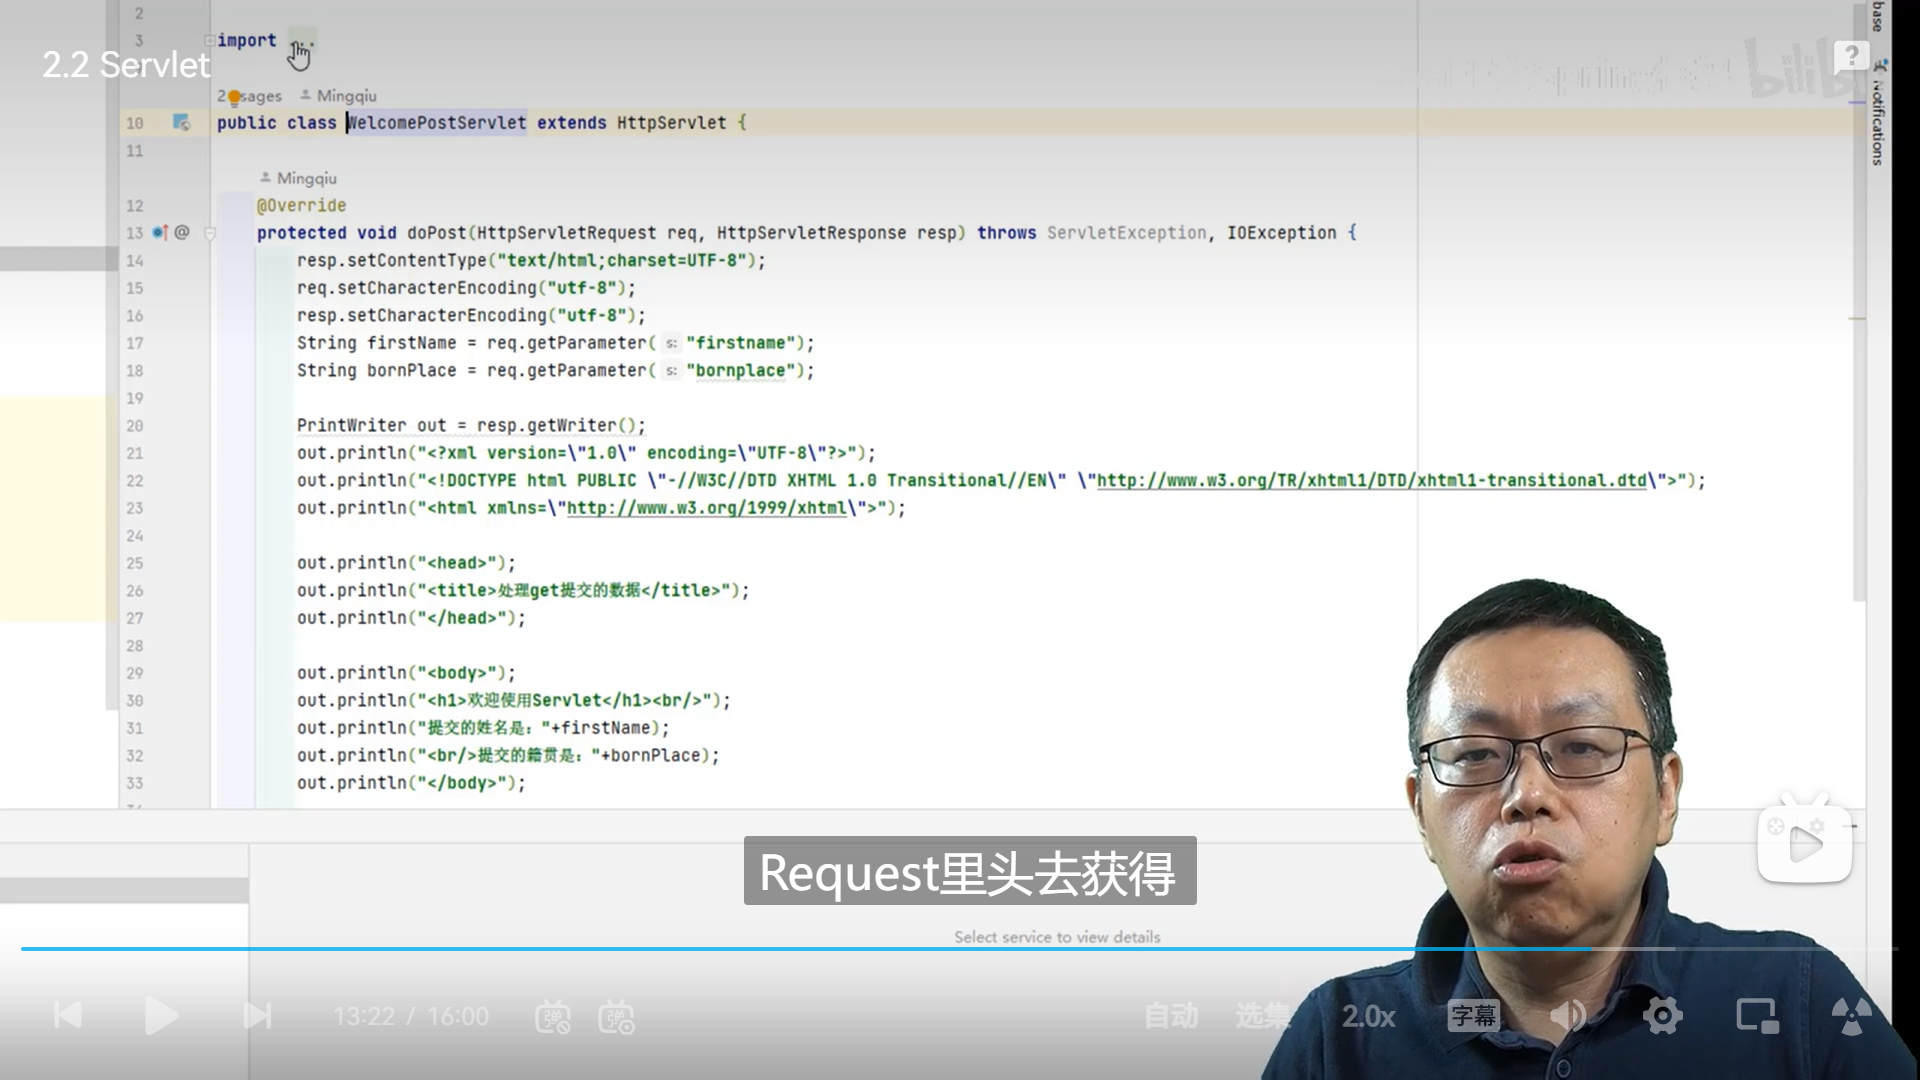 2
3 import ...
2.2 Servlet
2 usages Mingqiu
10 public class WelcomePostServlet extends HttpServlet {
11
Mingqiu
12 @Override
13 @ protected void doPost(HttpServletRequest req, HttpServletResponse resp) throws ServletException, IOException {
14 resp.setContentType("text/html;charset=UTF-8");
15 req.setCharacterEncoding("utf-8");
16 resp.setCharacterEncoding("utf-8");
17 String firstName = req.getParameter( s: "firstname");
18 String bornPlace = req.getParameter( s: "bornplace");
19
20 PrintWriter out = resp.getWriter();
21 out.println("<?xml version=\"1.0\" encoding=\"UTF-8\"?>");
22 out.println("<!DOCTYPE html PUBLIC \"-//W3C//DTD XHTML 1.0 Transitional//EN\" \"http://www.w3.org/TR/xhtml1/DTD/xhtml1-transitional.dtd\">");
23 out.println("<html xmlns=\"http://www.w3.org/1999/xhtml\">");
24
25 out.println("<head>");
26 out.println("<title>处理get提交的数据</title>");
27 out.println("</head>");
28
29 out.println("<body>");
30 out.println("<h1>欢迎使用Servlet</h1><br/>");
31 out.println("提交的姓名是："+firstName);
32 out.println("<br/>提交的籍贯是："+bornPlace);
33 out.println("</body>");
base
Notifications
bilibi
Request里头去获得
Select service to view details
13:22 / 16:00
弹
弹
自动
选集
2.0x
字幕